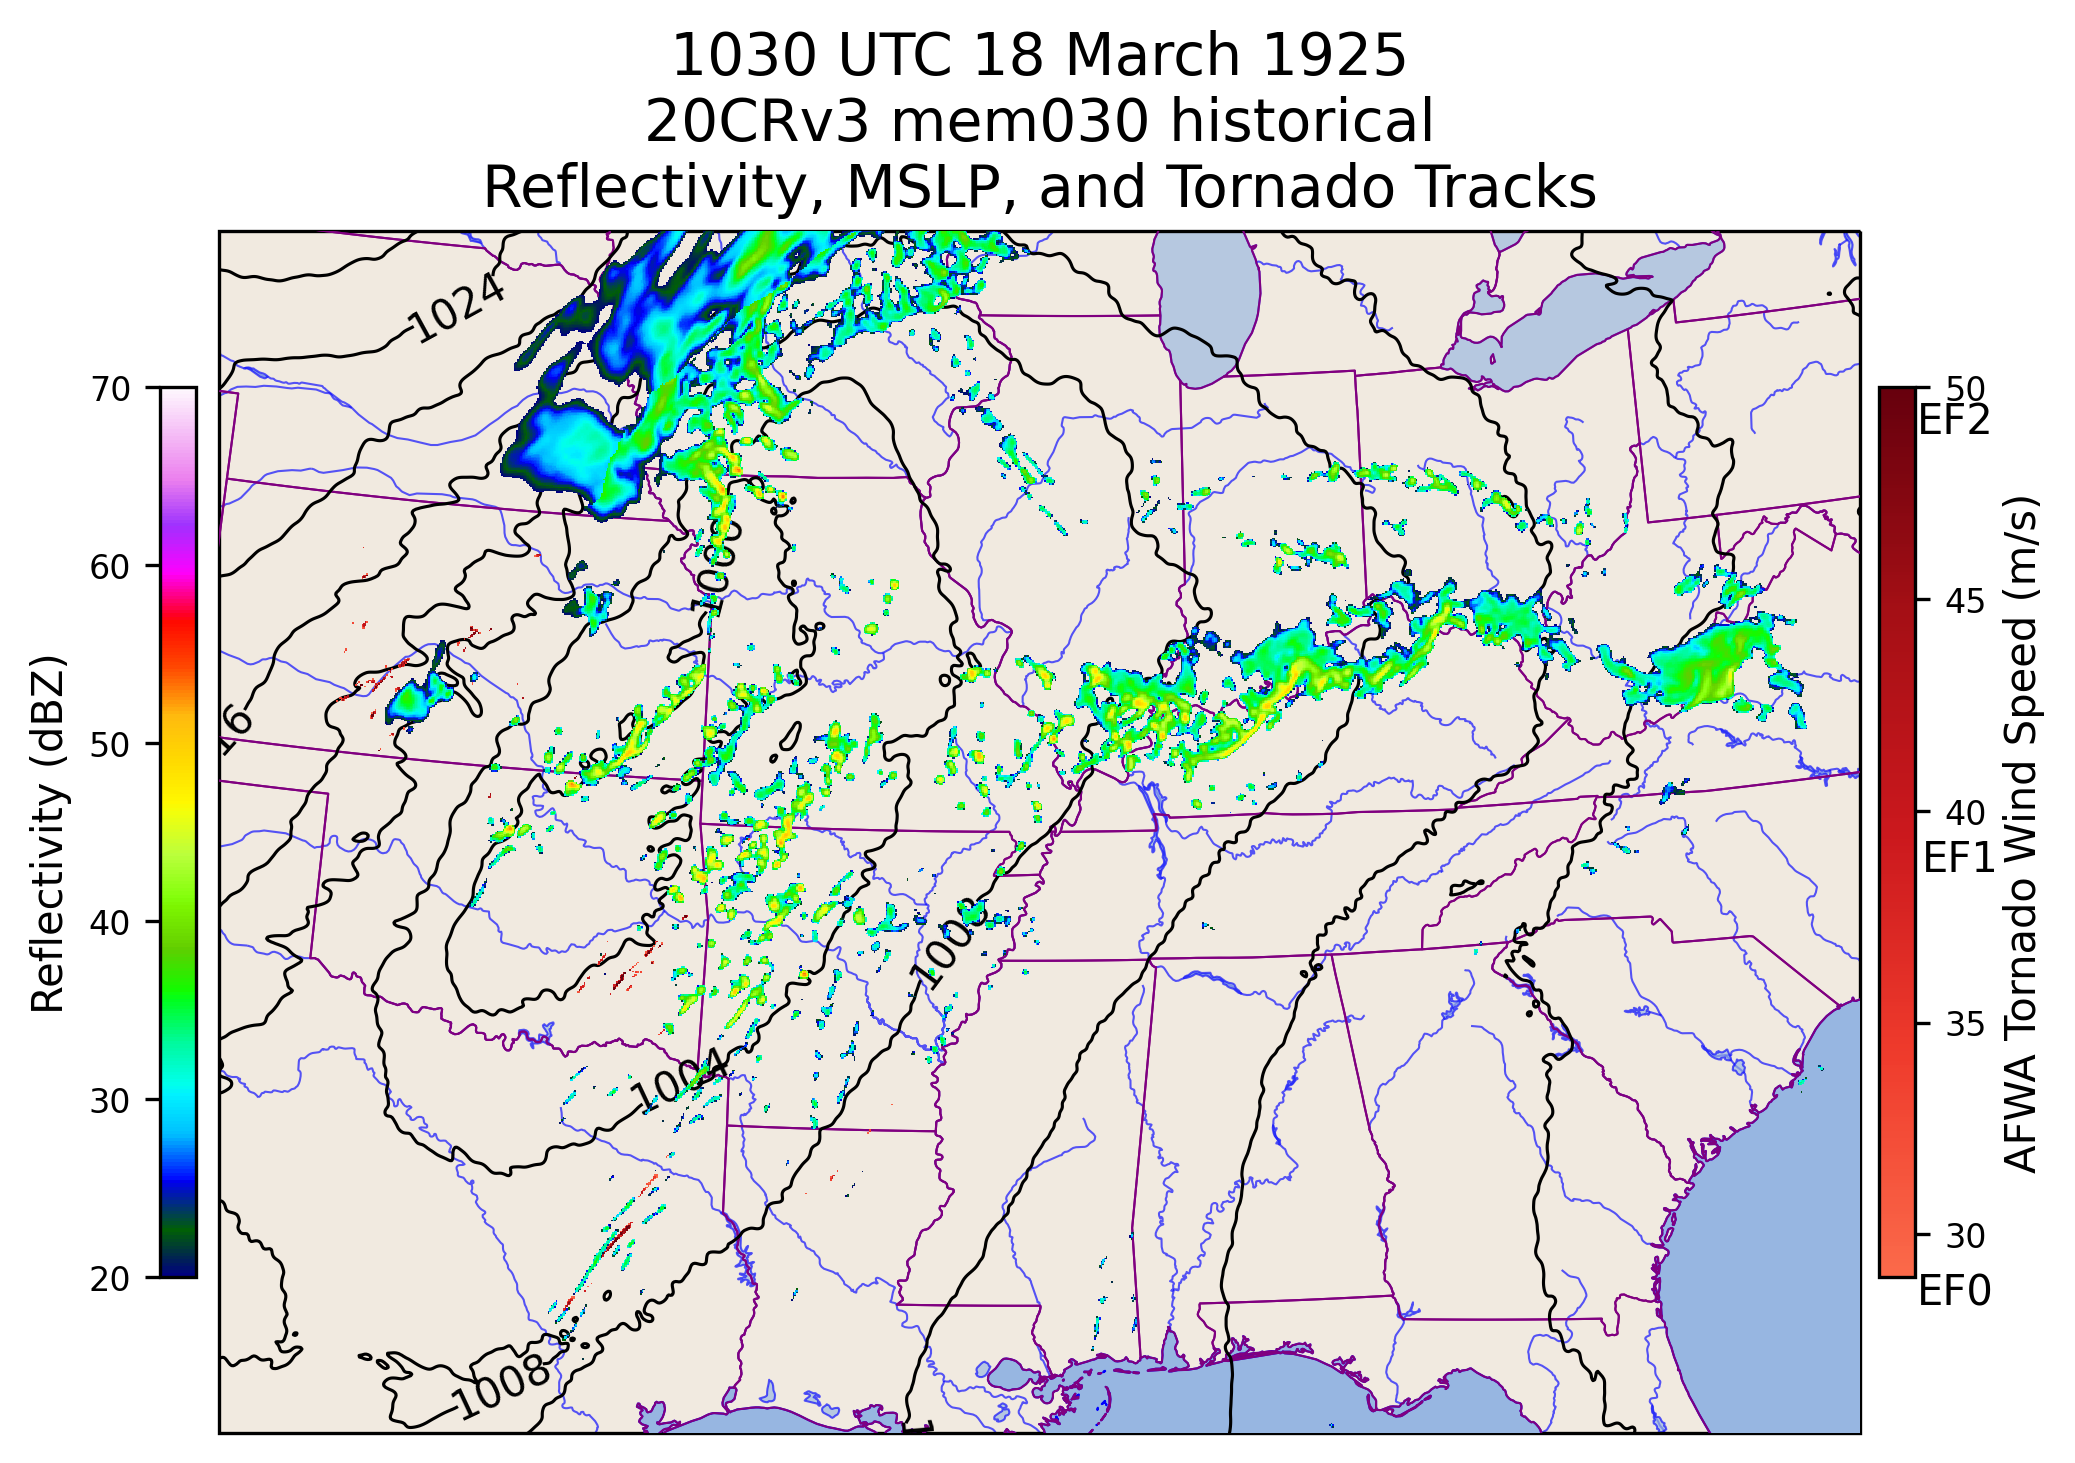 1030 UTC 18 March 1925
20CRv3 mem030 historical
Reflectivity, MSLP, and Tornado Tracks
1024
1000
1004
1008
1008
70
60
50
40
30
20
Reflectivity (dBZ)
50
EF2
45
40
EF1
35
30
EF0
AFWA Tornado Wind Speed (m/s)